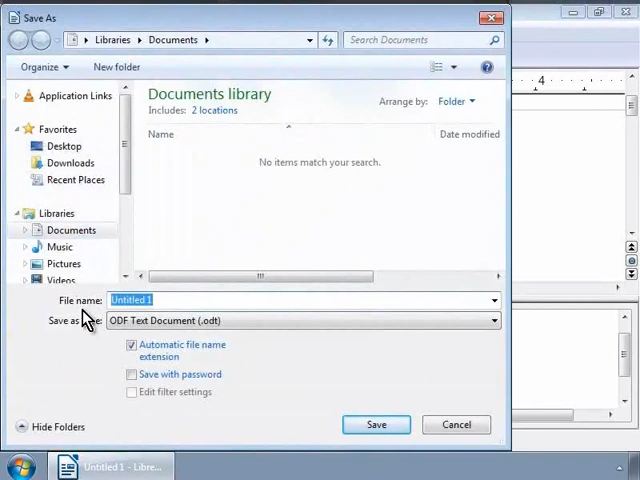 Save As
Libraries Documents
Search Documents
Organize New folder
Application Links
Favorites
Desktop
Downloads
Recent Places
Libraries
Documents
Music
Pictures
Videos
Documents library
Includes: 2 locations
Arrange by: Folder
Name Date modified
No items match your search.
File name: Untitled 1
Save as ODF Text Document (.odt)
Automatic file name
extension
Save with password
Edit filter settings
Hide Folders Save Cancel
4
Untitled 1 - Libre...